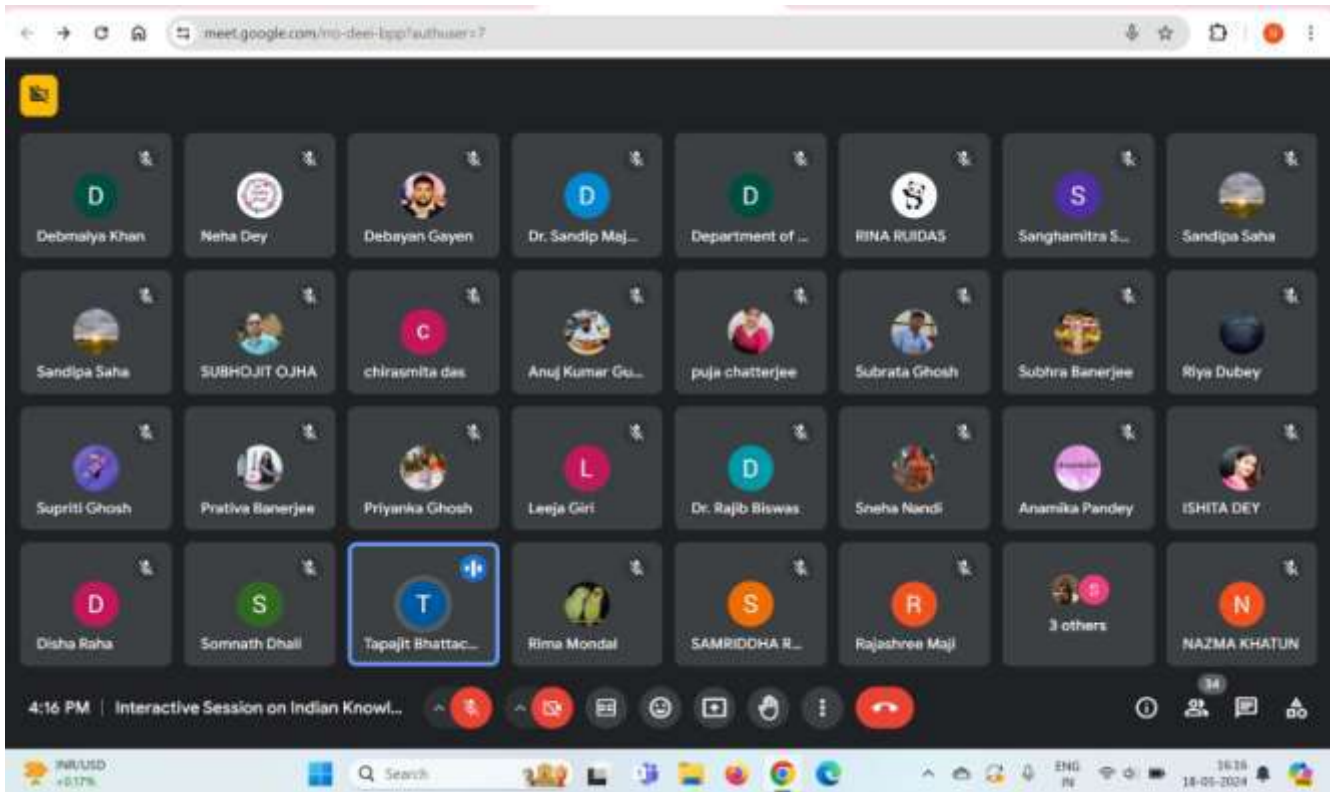 meet.google.com/rro-deei-bpp?authuser=7
N
D
Debmalya Khan
Neha Dey
Debayan Gayen
D
Dr. Sandip Maj...
D
Department of ...
RINA RUIDAS
S
Sanghamitra S...
Sandipa Saha
Sandipa Saha
SUBHOJIT OJHA
c
chirasmita das
Anuj Kumar Gu...
puja chatterjee
Subrata Ghosh
Subhra Banerjee
Riya Dubey
Supriti Ghosh
Prativa Banerjee
Priyanka Ghosh
L
Leeja Giri
D
Dr. Rajib Biswas
Sneha Nandi
Anamika Pandey
ISHITA DEY
D
Disha Raha
S
Somnath Dhali
T
Tapajit Bhattac...
Rima Mondal
S
SAMRIDDHA R...
R
Rajashree Maji
S
3 others
N
NAZMA KHATUN
4:16 PM | Interactive Session on Indian Knowl...
34
INR/USD
+0.17%
Search
ENG
IN
16:16
18-05-2024